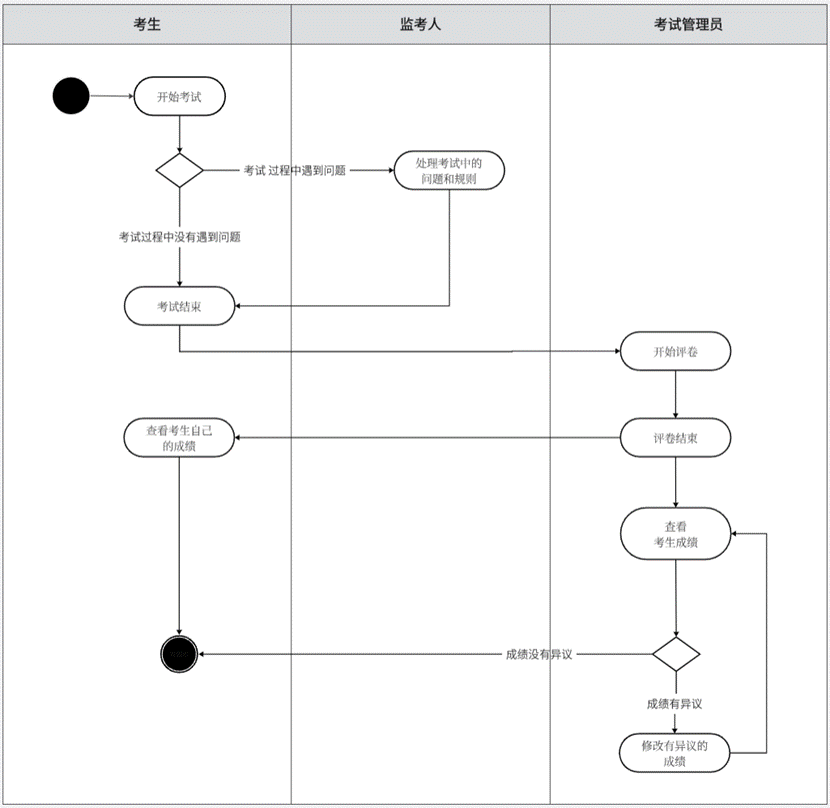 考生
监考人
考试管理员
开始考试
考试 过程中遇到问题
处理考试中的
问题和规则
考试过程中没有遇到问题
考试结束
开始评卷
查看考生自己
的成绩
评卷结束
查看
考生成绩
成绩没有异议
成绩有异议
修改有异议的
成绩